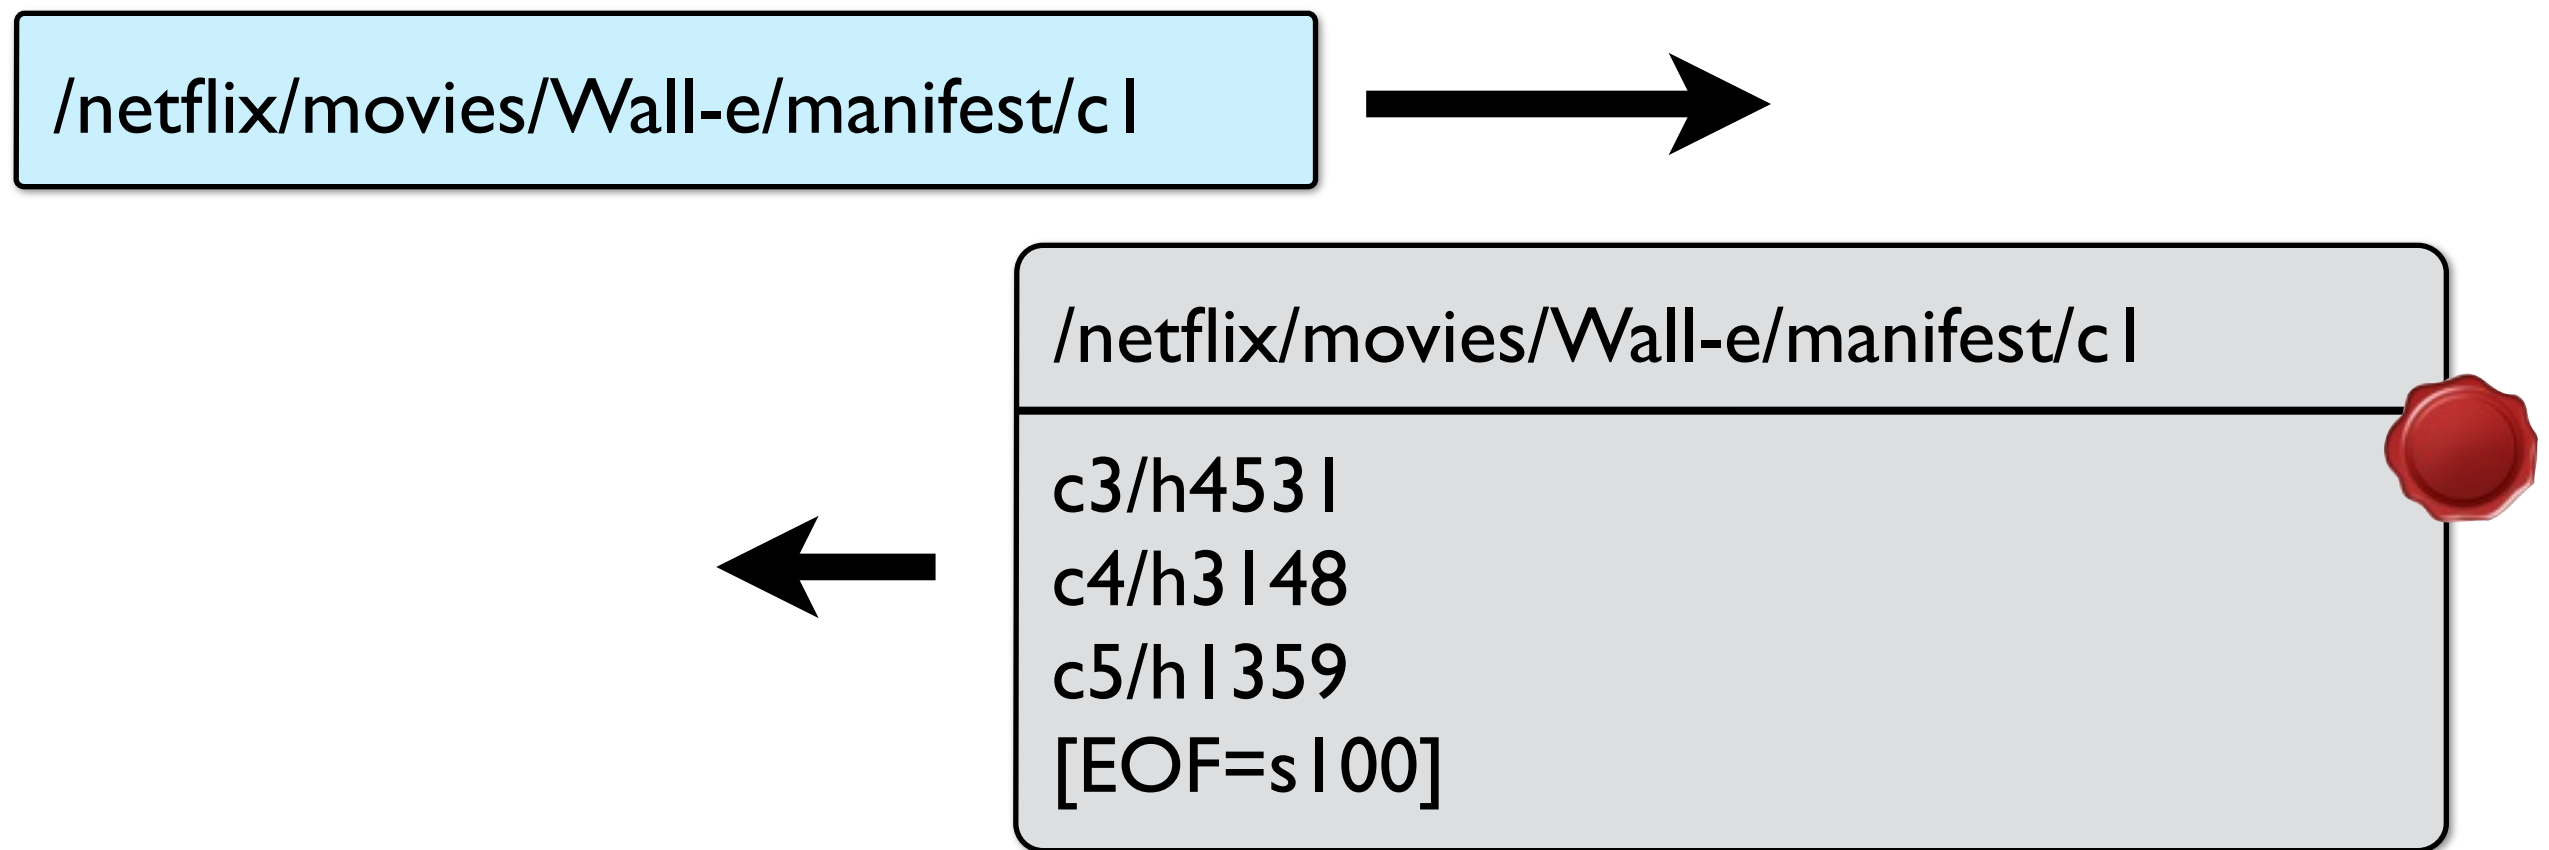 /netflix/movies/Wall-e/manifest/c1
/netflix/movies/Wall-e/manifest/c1
c3/h4531
c4/h3148
c5/h1359
[EOF=s100]